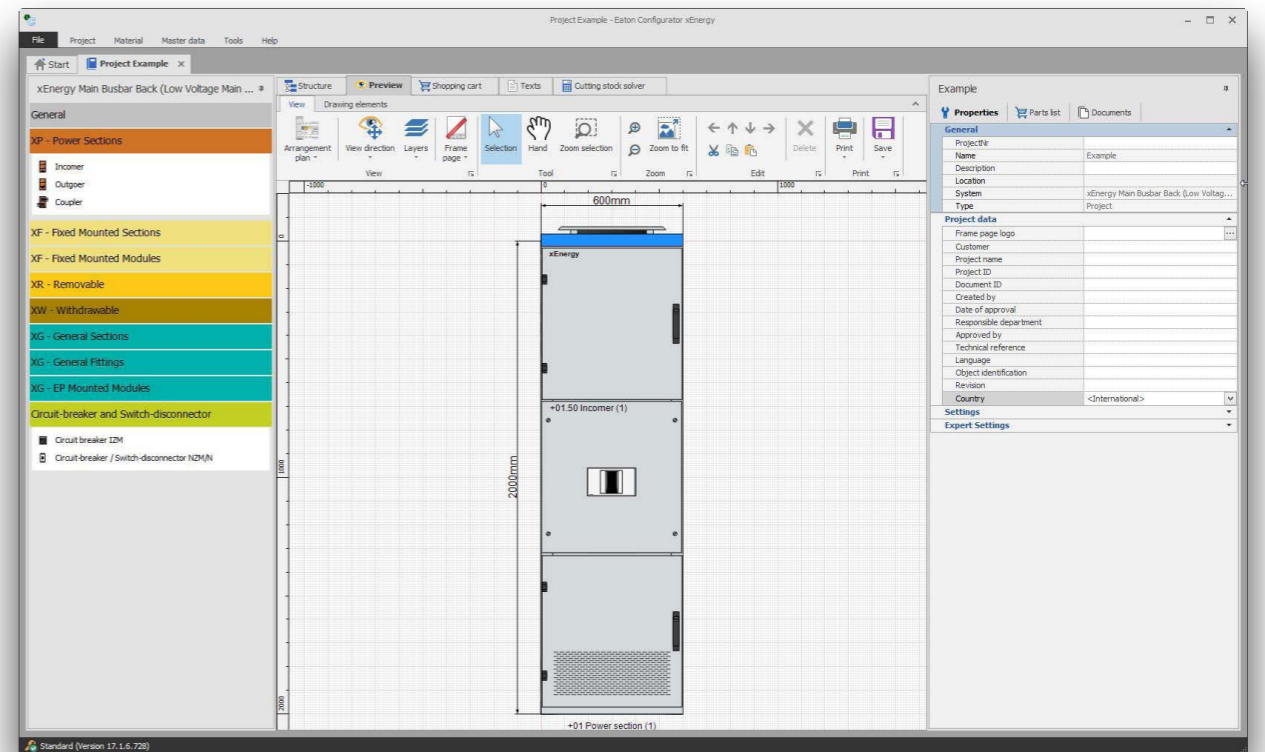 Project Example - Eaton Configurator xEnergy
File Project Material Master data Tools Help
Start Project Example
xEnergy Main Busbar Back (Low Voltage Main ...
General
XP - Power Sections
Incomer
Outgoer
Coupler
XF - Fixed Mounted Sections
XF - Fixed Mounted Modules
XR - Removable
XW - Withdrawable
XG - General Sections
XG - General Fittings
XG - EP Mounted Modules
Circuit-breaker and Switch-disconnector
Circuit breaker IZM
Circuit-breaker / Switch-disconnector NZM/N
Structure Preview Shopping cart Texts Cutting stock solver
View Drawing elements
Arrangement plan View direction Layers Frame page Selection Hand Zoom selection Zoom to fit Delete Print Save
View Tool Zoom Edit Print
-1000 0 1000
0
1000
2000
600mm
xEnergy
+01.50 Incomer (1)
2000mm
+01 Power section (1)
Example
Properties Parts list Documents
General
ProjectNr
Name Example
Description
Location
System xEnergy Main Busbar Back (Low Voltag...
Type Project
Project data
Frame page logo ...
Customer
Project name
Project ID
Document ID
Created by
Date of approval
Responsible department
Approved by
Technical reference
Language
Object identification
Revision
Country <International>
Settings
Expert Settings
Standard (Version 17.1.6.728)